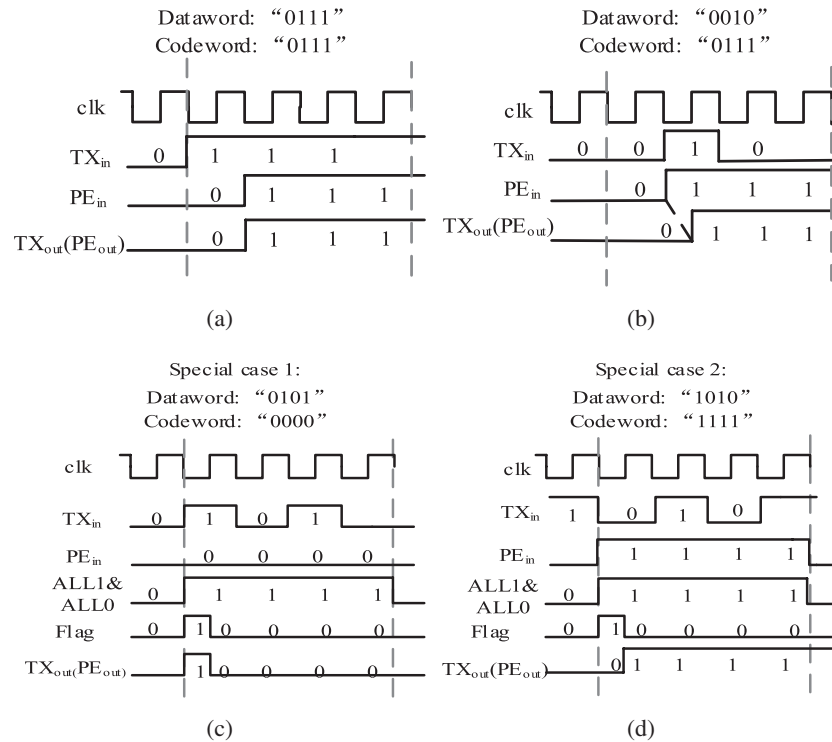 Dataword: “0111”
Codeword: “0111”
clk
TXin 0 1 1 1
PEin 0 1 1 1
TXout(PEout) 0 1 1 1
(a)
Dataword: “0010”
Codeword: “0111”
clk
TXin 0 0 1 0
PEin 0 1 1 1
TXout(PEout) 0 1 1 1
(b)
Special case 1:
Dataword: “0101”
Codeword: “0000”
clk
TXin 0 1 0 1
PEin 0 0 0 0
ALL1&
ALL0 0 1 1 1 1
Flag 0 1 0 0 0 0
TXout(PEout) 1 0 0 0 0
(c)
Special case 2:
Dataword: “1010”
Codeword: “1111”
clk
TXin 1 0 1 0
PEin 1 1 1 1
ALL1&
ALL0 0 1 1 1 1
Flag 0 1 0 0 0 0
TXout(PEout) 0 1 1 1 1
(d)